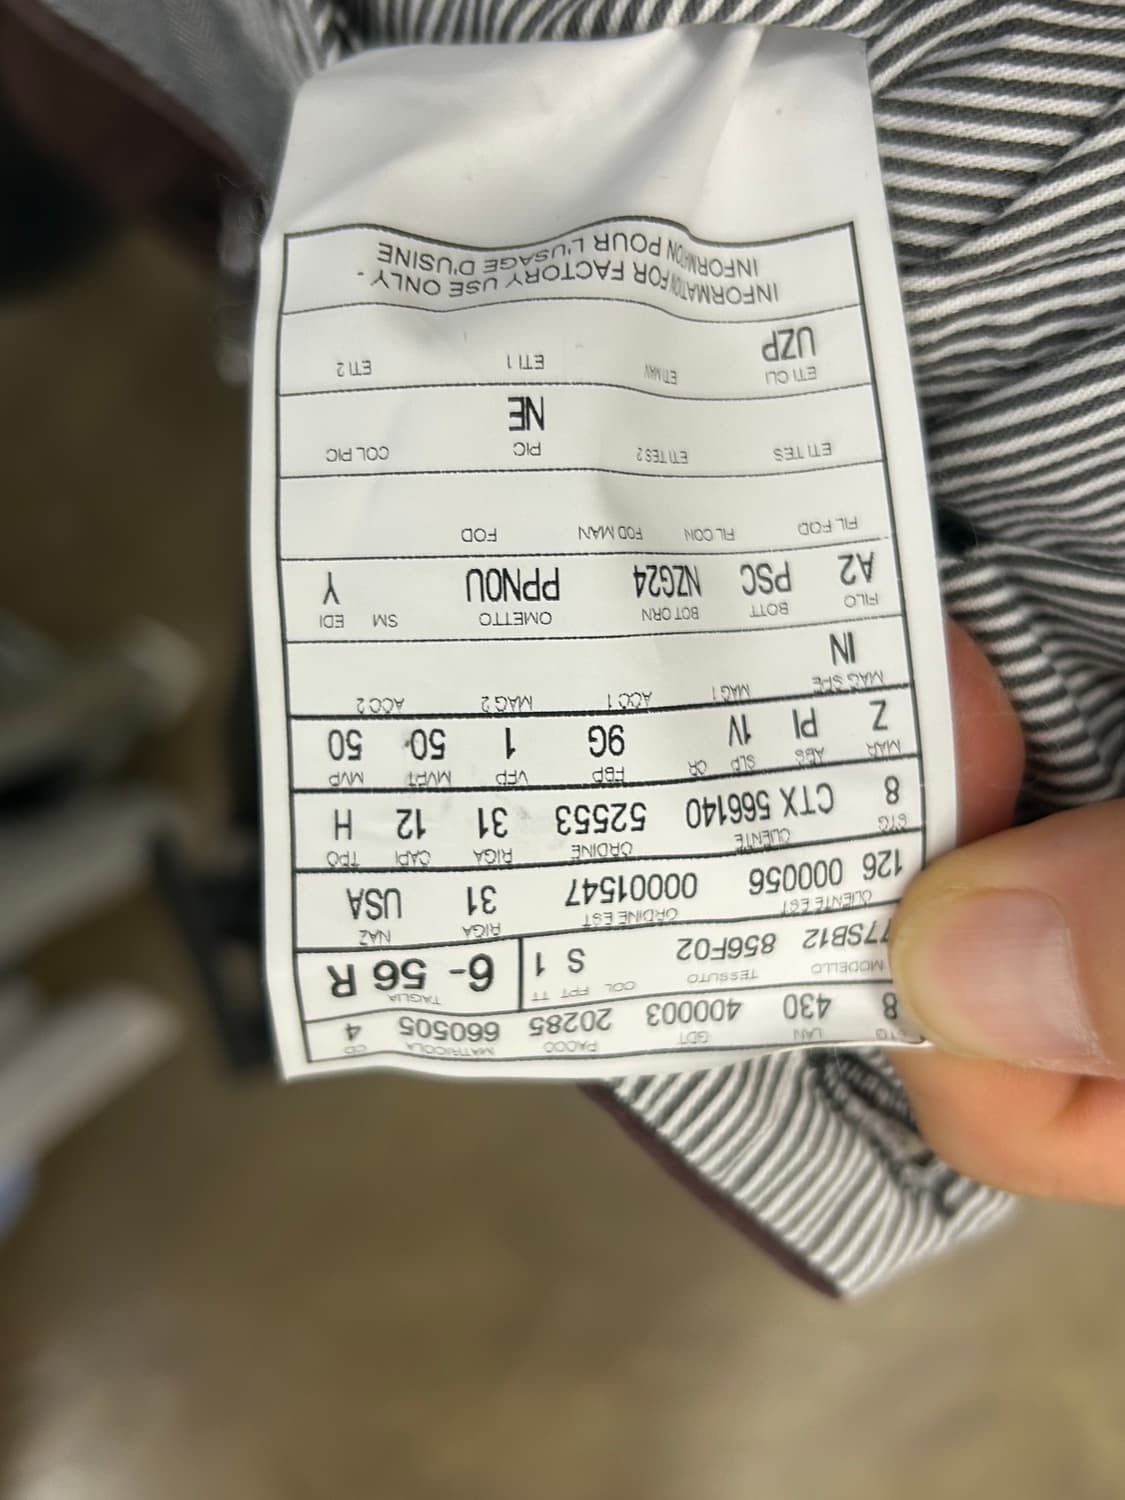 STG LAN GDT PACCO MATRICOLA CD
8 430 400003 20285 660505 4
MODELLO TESSUTO COL FPT TT TAGLIA
77SB12 856F02 S 1 6- 56 R
CLIENTE EST ORDINE EST RIGA NAZ
126 000056 00001547 31 USA
STG CLIENTE ORDINE RIGA CAPI TPO
8 CTX 566140 52553 31 12 H
MAR ABS SLP CR FBP VFP MVPT MVP
Z PI 1V 9G 1 50 50
MAG SPE MAG 1 ACC 1 MAG 2 ACC 2
IN
FILO BOTT BOT ORN OMETTO SM EDI
A2 PSC NZG24 PPN0U Y
FIL FOD FIL CON FOD MAN FOD
ETI TES ETI TES 2 PIC COL PIC
NE
ETI CLI ETI MAV ETI 1 ETI 2
UZP
INFORMATION FOR FACTORY USE ONLY -
INFORMATION POUR L'USAGE D'USINE